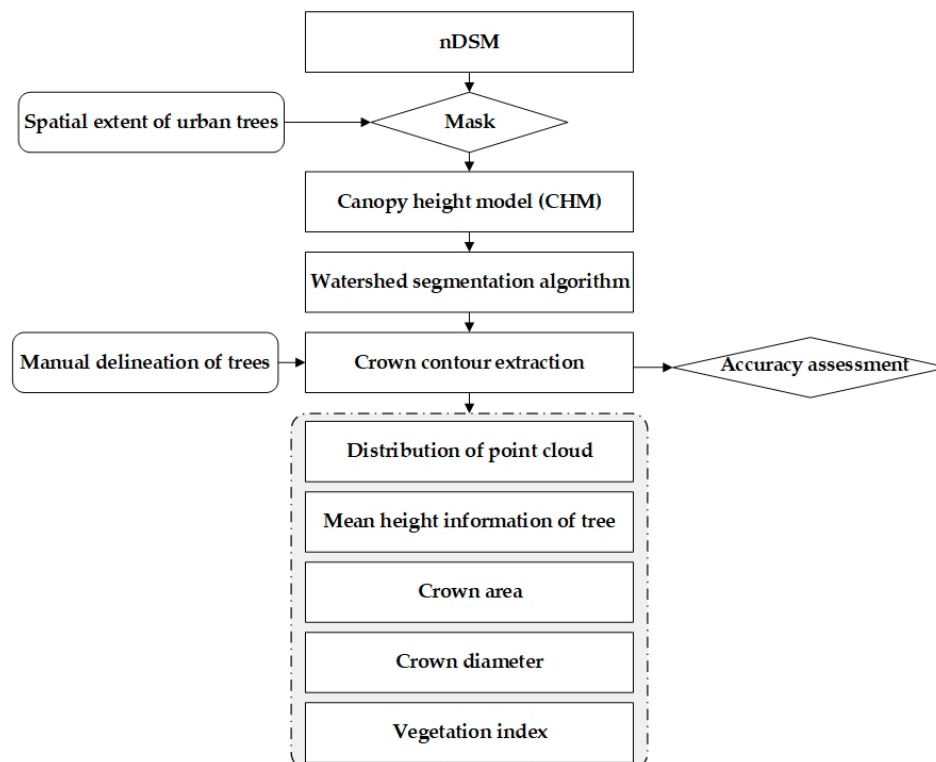 nDSM
Spatial extent of urban trees
Mask
Canopy height model (CHM)
Watershed segmentation algorithm
Manual delineation of trees
Crown contour extraction
Accuracy assessment
Distribution of point cloud
Mean height information of tree
Crown area
Crown diameter
Vegetation index